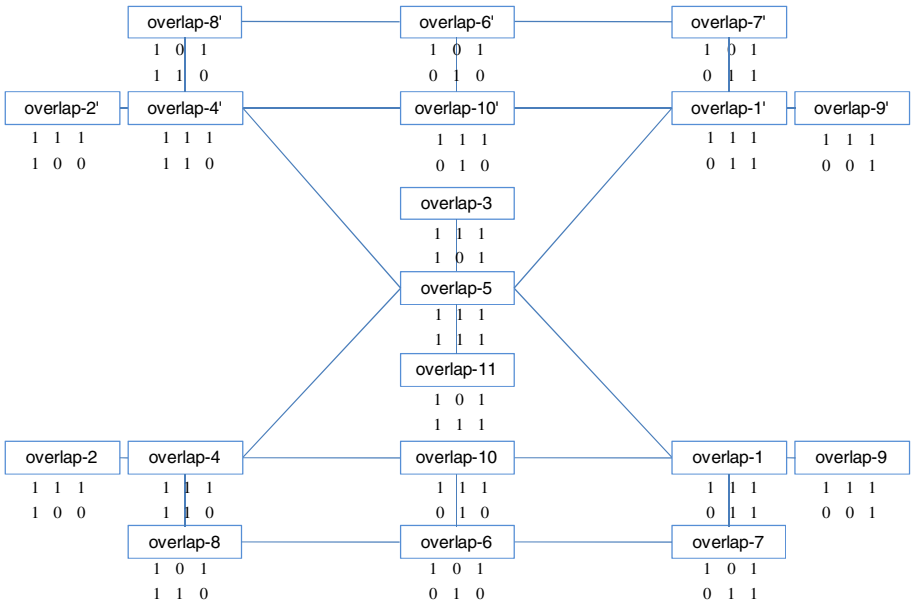 overlap-8' overlap-6' overlap-7'
1 0 1 1 0 1 1 0 1
1 1 0 0 1 0 0 1 1
overlap-2' overlap-4' overlap-10' overlap-1' overlap-9'
1 1 1 1 1 1 1 1 1 1 1 1 1 1 1
1 0 0 1 1 0 0 1 0 0 1 1 0 0 1
overlap-3
1 1 1
1 0 1
overlap-5
1 1 1
1 1 1
overlap-11
1 0 1
1 1 1
overlap-2 overlap-4 overlap-10 overlap-1 overlap-9
1 1 1 1 1 1 1 1 1 1 1 1 1 1 1
1 0 0 1 1 0 0 1 0 0 1 1 0 0 1
overlap-8 overlap-6 overlap-7
1 0 1 1 0 1 1 0 1
1 1 0 0 1 0 0 1 1